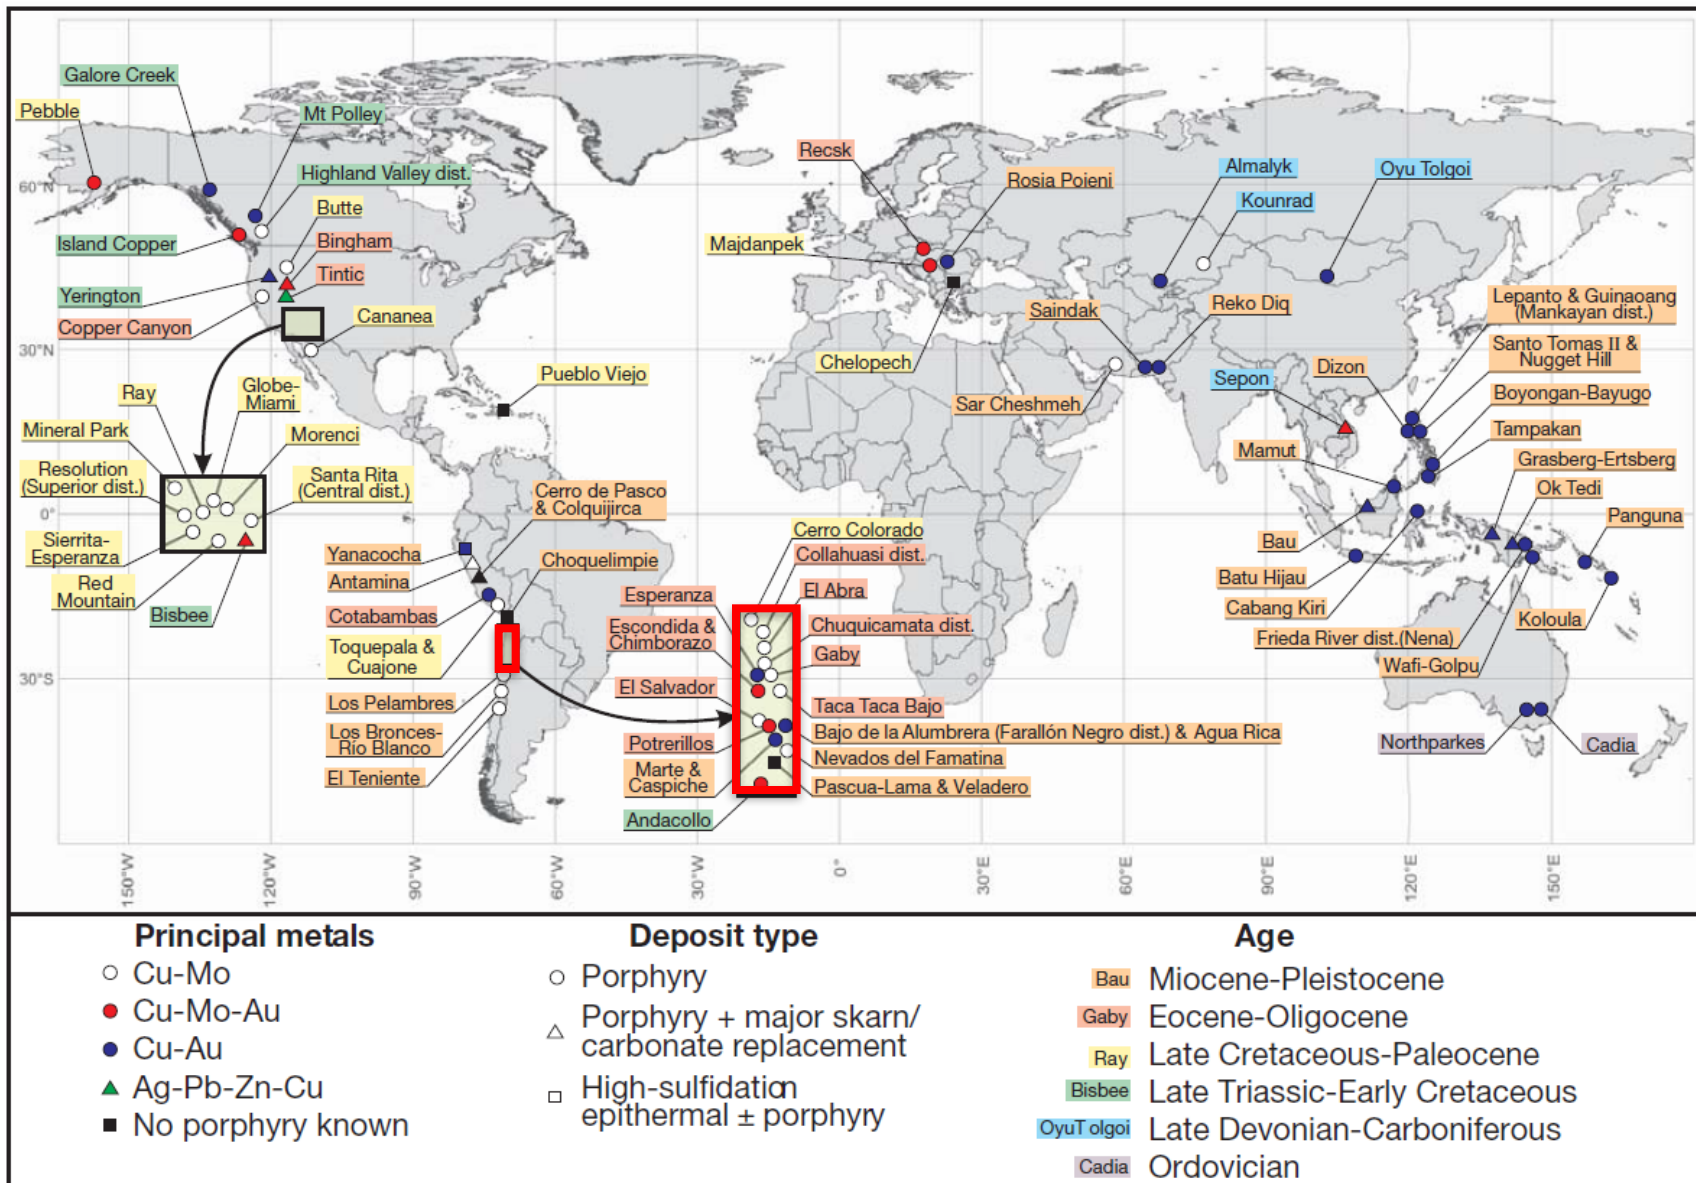 Galore Creek
Pebble
Mt Polley
Highland Valley dist.
Butte
Island Copper
Bingham
Tintic
Yerington
Copper Canyon
Cananea
60°N
30°N
0°
30°S
Ray
Globe-
Miami
Mineral Park
Morenci
Resolution
(Superior dist.)
Santa Rita
(Central dist.)
Sierrita-
Esperanza
Red
Mountain
Bisbee
Pueblo Viejo
Cerro de Pasco
& Colquijirca
Yanacocha
Choquelimpie
Antamina
Cotabambas
Toquepala &
Cuajone
Los Pelambres
Los Bronces-
Río Blanco
El Teniente
Cerro Colorado
Collahuasi dist.
Esperanza
El Abra
Escondida &
Chimborazo
Chuquicamata dist.
Gaby
El Salvador
Taca Taca Bajo
Potrerillos
Bajo de la Alumbrera (Farallón Negro dist.) & Agua Rica
Marte &
Caspiche
Nevados del Famatina
Pascua-Lama & Veladero
Andacollo
Recsk
Rosia Poieni
Majdanpek
Chelopech
Almalyk
Kounrad
Oyu Tolgoi
Saindak
Reko Diq
Sar Cheshmeh
Sepon
Lepanto & Guinaoang
(Mankayan dist.)
Santo Tomas II &
Nugget Hill
Dizon
Boyongan-Bayugo
Tampakan
Mamut
Grasberg-Ertsberg
Ok Tedi
Panguna
Bau
Batu Hijau
Cabang Kiri
Frieda River dist.(Nena)
Koloula
Wafi-Golpu
Northparkes
Cadia
150°W
120°W
90°W
60°W
30°W
0°
30°E
60°E
90°E
120°E
150°E
Principal metals
Cu-Mo
Cu-Mo-Au
Cu-Au
Ag-Pb-Zn-Cu
No porphyry known
Deposit type
Porphyry
Porphyry + major skarn/
carbonate replacement
High-sulfidation
epithermal ± porphyry
Age
Bau Miocene-Pleistocene
Gaby Eocene-Oligocene
Ray Late Cretaceous-Paleocene
Bisbee Late Triassic-Early Cretaceous
OyuT olgoi Late Devonian-Carboniferous
Cadia Ordovician